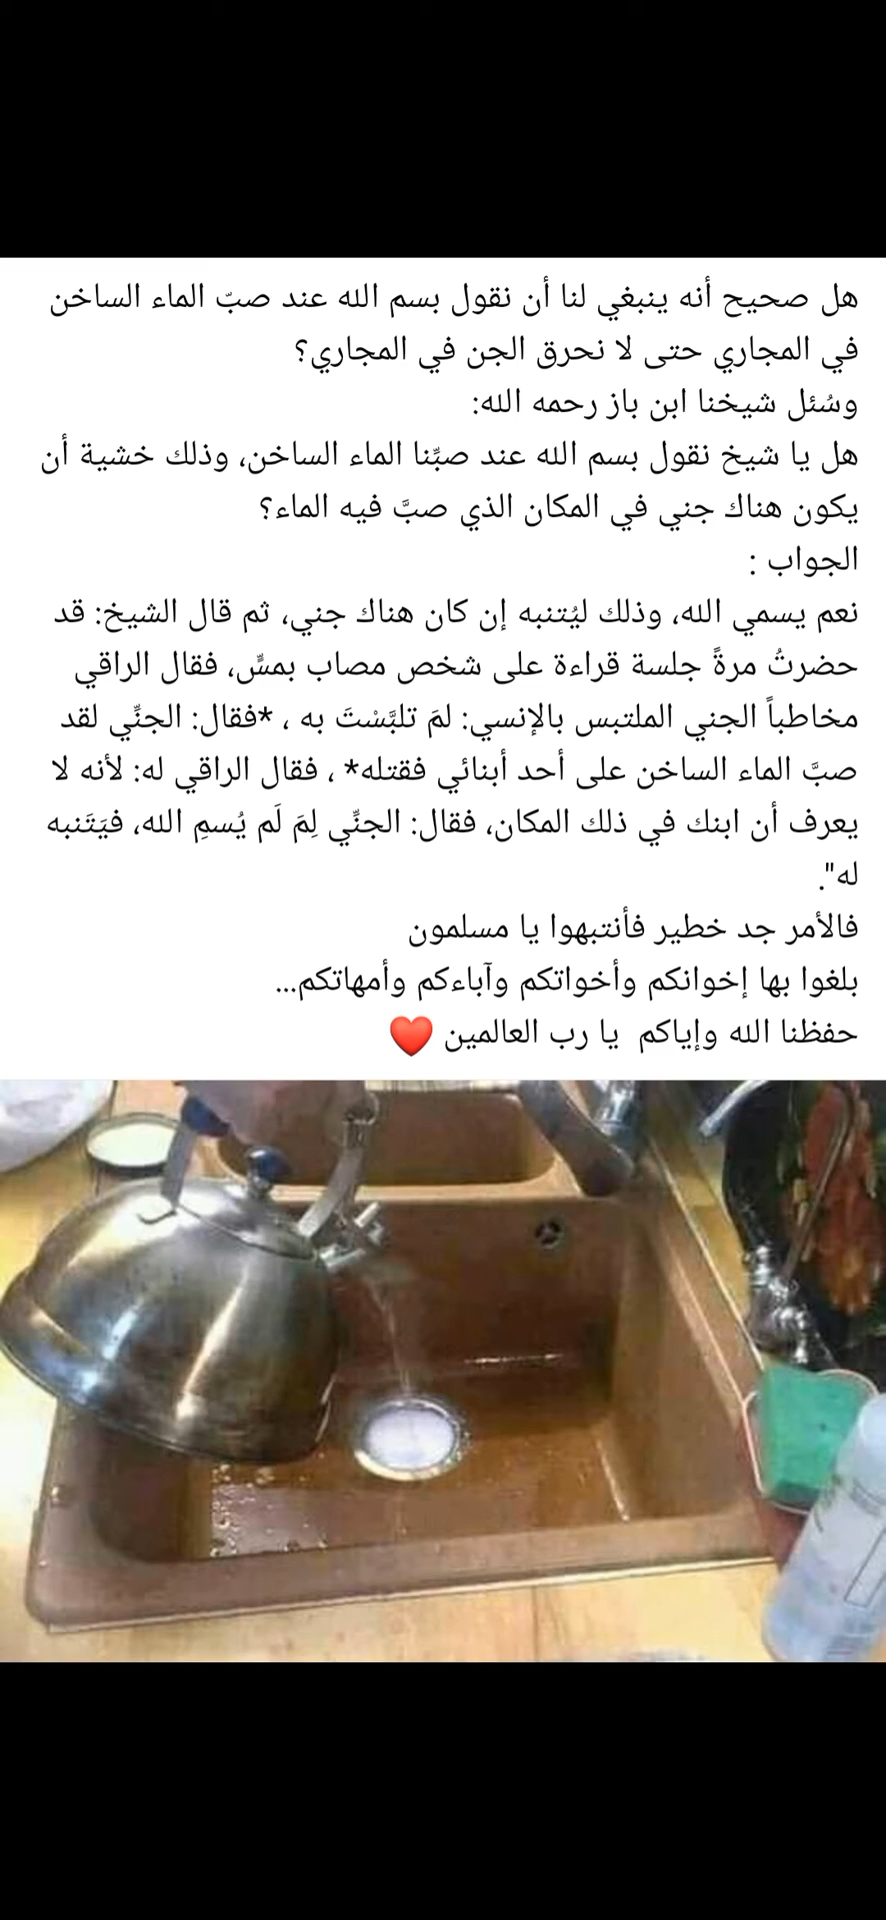 هل صحيح أنه ينبغي لنا أن نقول بسم الله عند صبّ الماء الساخن
في المجاري حتى لا نحرق الجن في المجاري؟
وسُئل شيخنا ابن باز رحمه الله:
هل يا شيخ نقول بسم الله عند صبِّنا الماء الساخن، وذلك خشية أن
يكون هناك جني في المكان الذي صبَّ فيه الماء؟
الجواب :
نعم يسمي الله، وذلك ليُتنبه إن كان هناك جني، ثم قال الشيخ: قد
حضرتُ مرةً جلسة قراءة على شخص مصاب بمسٍّ، فقال الراقي
مخاطباً الجني الملتبس بالإنسي: لمَ تلبَّسْتَ به ، *فقال: الجنِّي لقد
صبَّ الماء الساخن على أحد أبنائي فقتله* ، فقال الراقي له: لأنه لا
يعرف أن ابنك في ذلك المكان، فقال: الجنِّي لِمَ لَم يُسمِ الله، فيَتَنبه
له".
فالأمر جد خطير فأنتبهوا يا مسلمون
بلغوا بها إخوانكم وأخواتكم وآباءكم وأمهاتكم...
حفظنا الله وإياكم  يا رب العالمين ❤️